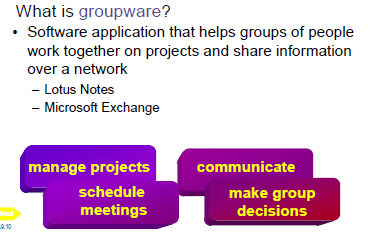 What is groupware?
• Software application that helps groups of people
work together on projects and share information
over a network
– Lotus Notes
– Microsoft Exchange
manage projects
communicate
schedule
meetings
make group
decisions